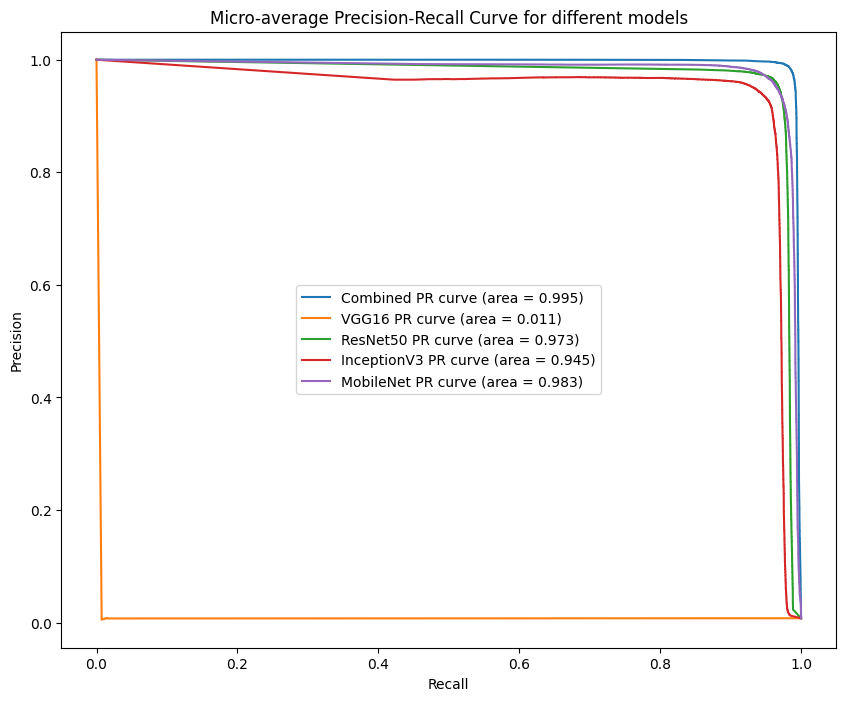 Micro-average Precision-Recall Curve for different models
1.0
0.8
0.6
0.4
0.2
0.0
Precision
Combined PR curve (area = 0.995)
VGG16 PR curve (area = 0.011)
ResNet50 PR curve (area = 0.973)
InceptionV3 PR curve (area = 0.945)
MobileNet PR curve (area = 0.983)
0.0 0.2 0.4 0.6 0.8 1.0
Recall